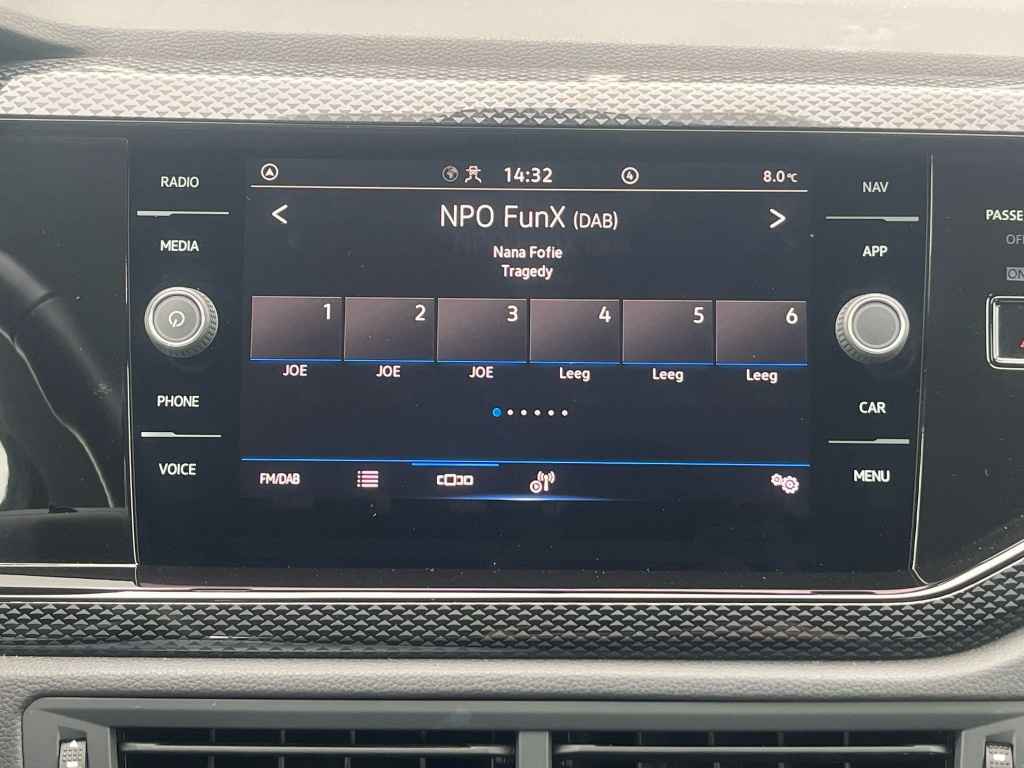 14:32
4
8.0°C
RADIO
MEDIA
PHONE
VOICE
< NPO FunX (DAB) >
Nana Fofie
Tragedy
1 2 3 4 5 6
JOE JOE JOE Leeg Leeg Leeg
FM/DAB
NAV
APP
CAR
MENU
PASSE
OF
ON